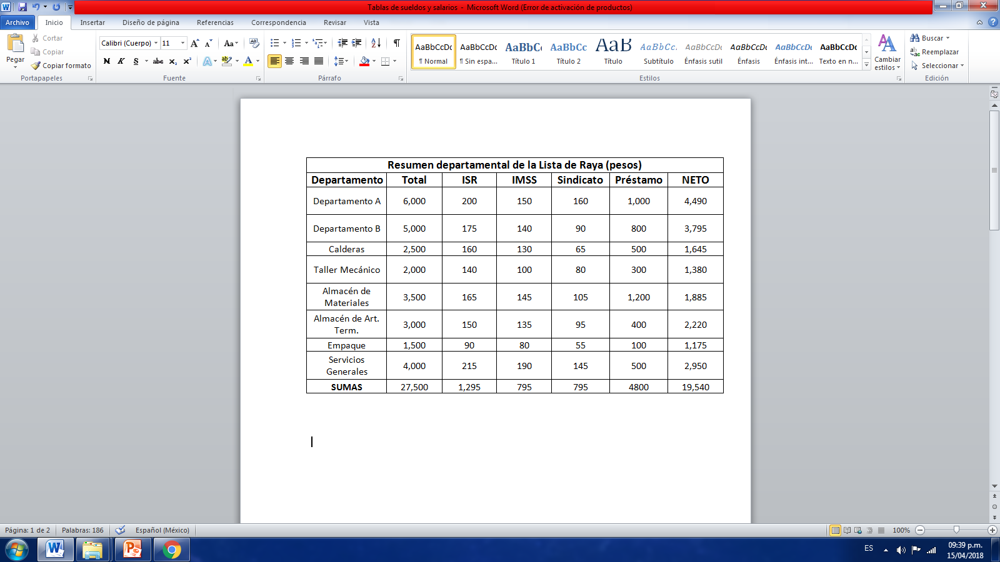 Tablas de sueldos y salarios - Microsoft Word (Error de activación de productos)
Archivo Inicio Insertar Diseño de página Referencias Correspondencia Revisar Vista
Pegar
Cortar
Copiar
Copiar formato
Portapapeles
Calibri (Cuerpo) 11
N K S abc x₂ x²
Fuente
Párrafo
AaBbCcDc AaBbCcDc AaBbC AaBbCc AaB AaBbCc. AaBbCcDc AaBbCcDc AaBbCcDc AaBbCcDc
¶ Normal ¶ Sin espa... Título 1 Título 2 Título Subtítulo Énfasis sutil Énfasis Énfasis int... Texto en n...
Estilos
Cambiar
estilos
Buscar
Reemplazar
Seleccionar
Edición
Resumen departamental de la Lista de Raya (pesos)
Departamento Total ISR IMSS Sindicato Préstamo NETO
Departamento A 6,000 200 150 160 1,000 4,490
Departamento B 5,000 175 140 90 800 3,795
Calderas 2,500 160 130 65 500 1,645
Taller Mecánico 2,000 140 100 80 300 1,380
Almacén de
Materiales 3,500 165 145 105 1,200 1,885
Almacén de Art.
Term. 3,000 150 135 95 400 2,220
Empaque 1,500 90 80 55 100 1,175
Servicios
Generales 4,000 215 190 145 500 2,950
SUMAS 27,500 1,295 795 795 4800 19,540
Página: 1 de 2 Palabras: 186 Español (México) 100%
ES 09:39 p.m.
15/04/2018